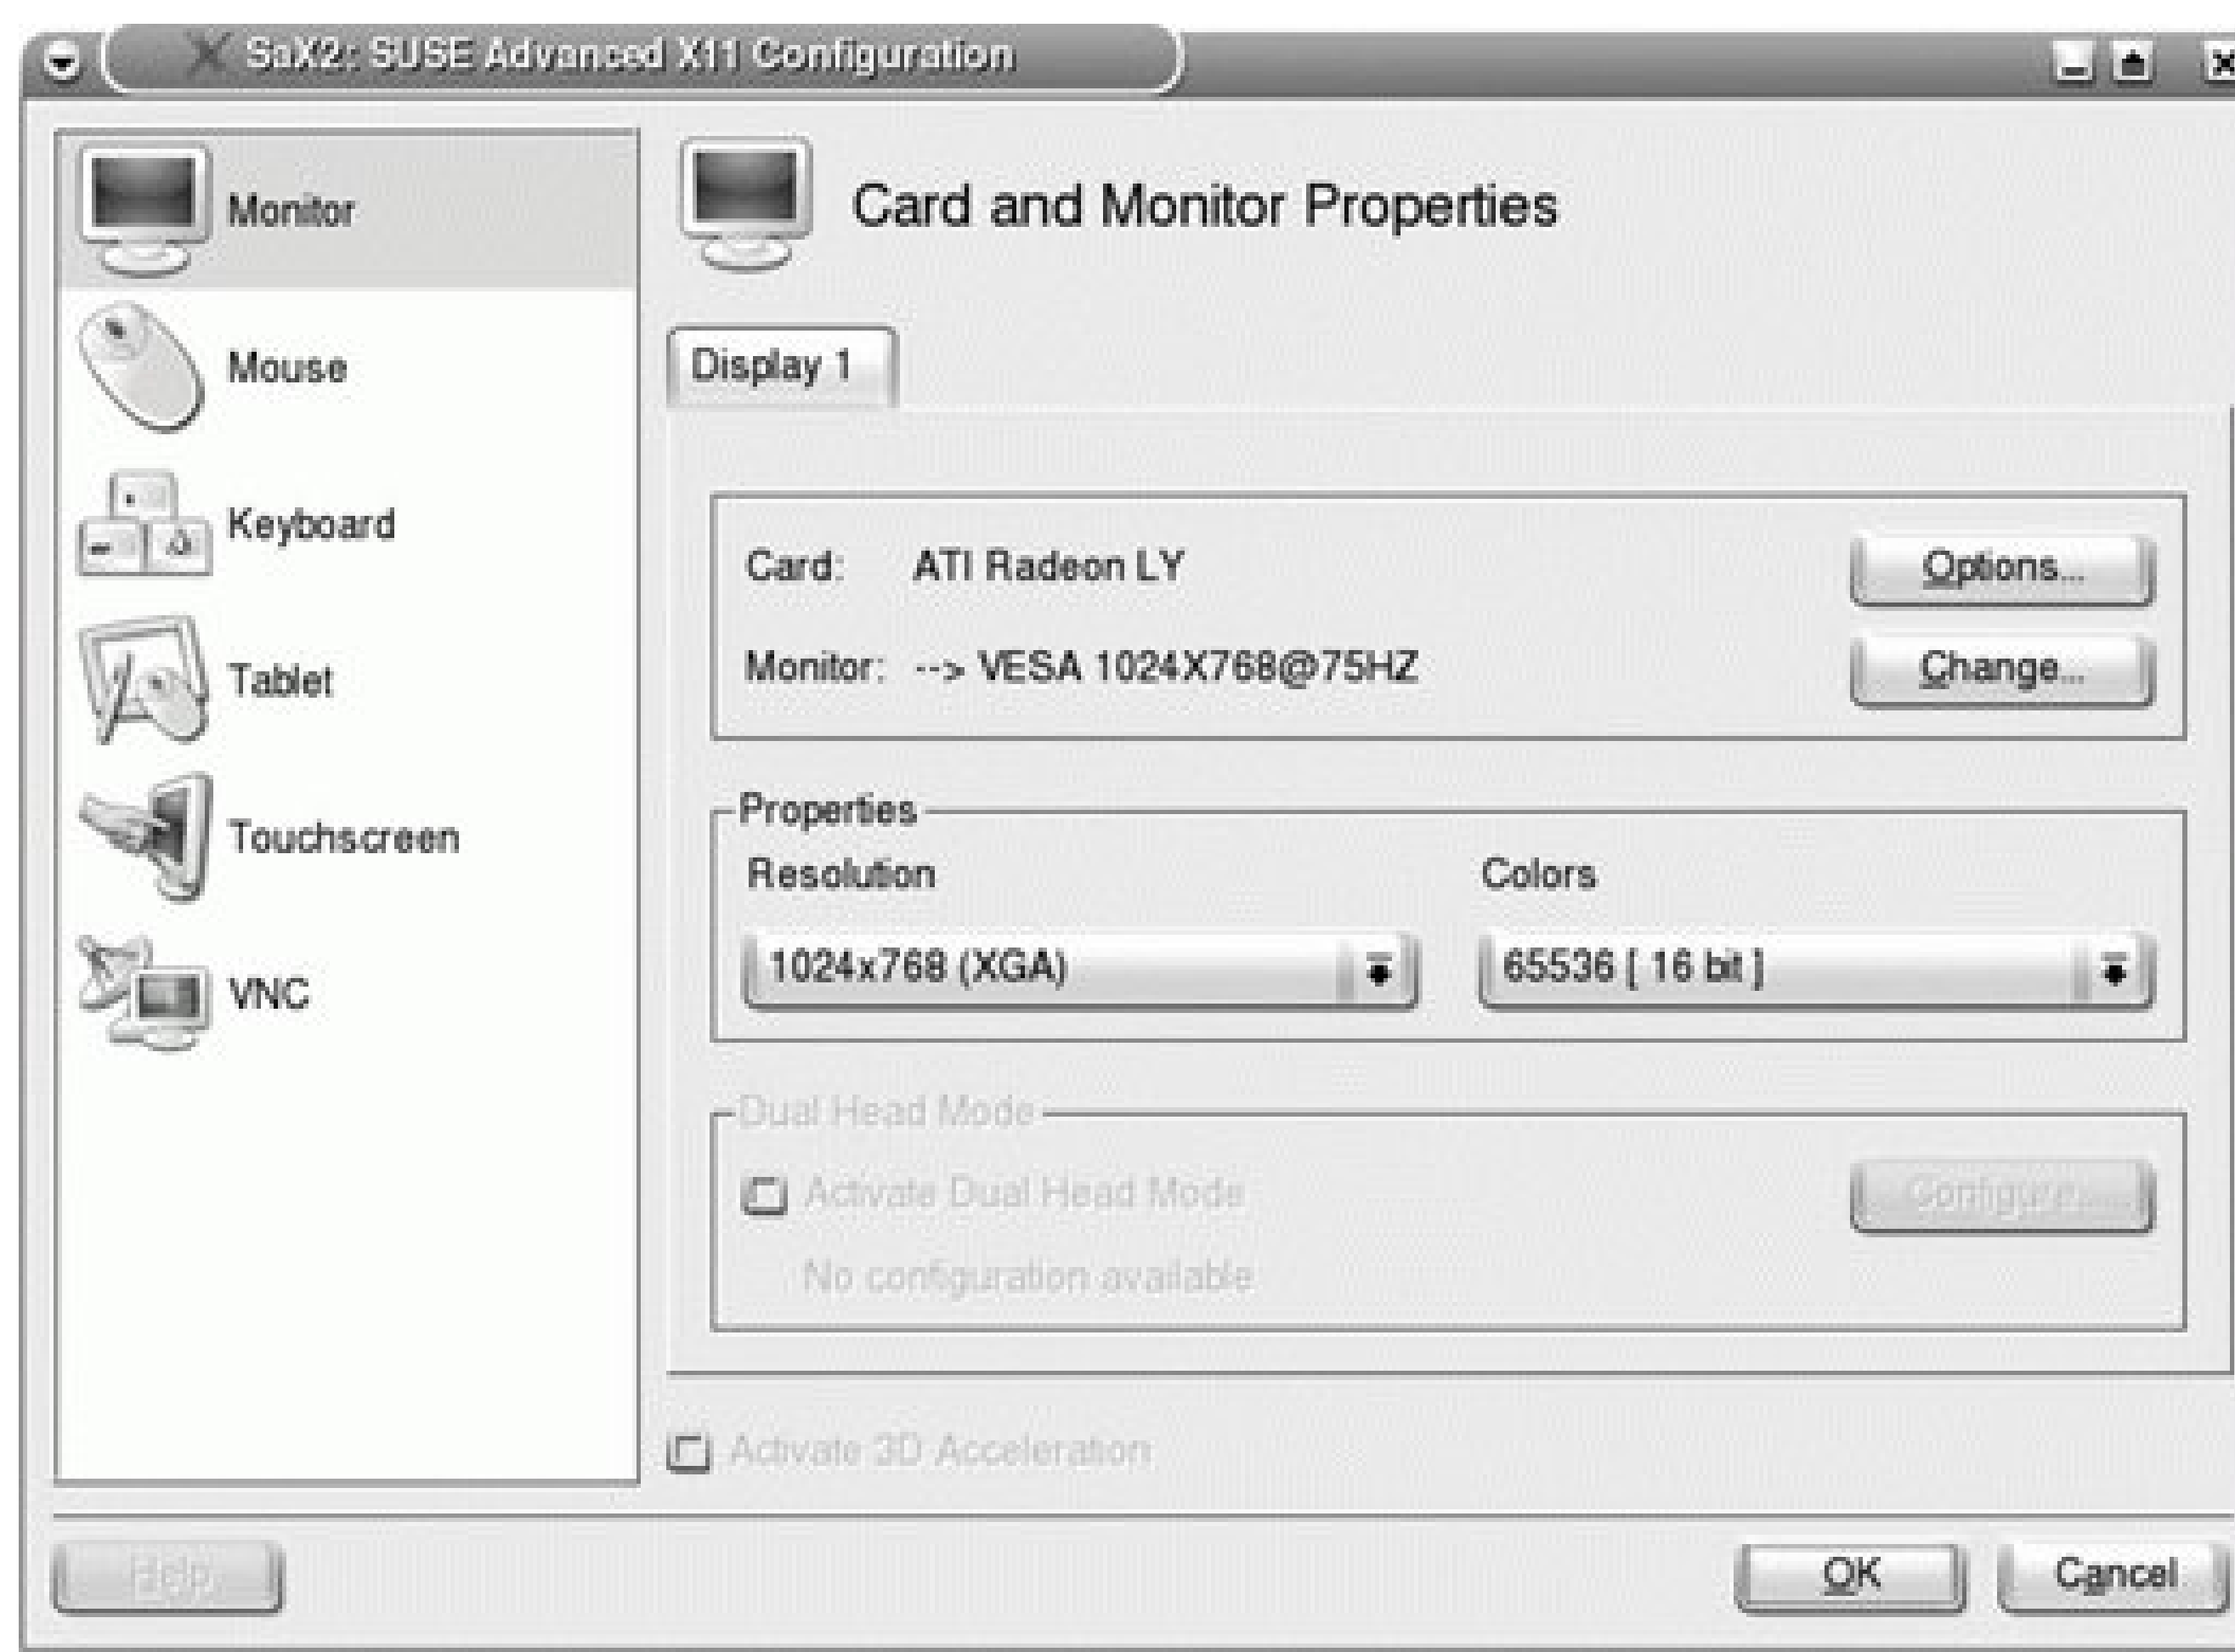 SaX2: SUSE Advanced X11 Configuration
Monitor
Mouse
Keyboard
Tablet
Touchscreen
VNC
Card and Monitor Properties
Display 1
Card: ATI Radeon LY
Options...
Monitor: --> VESA 1024X768@75HZ
Change...
Properties
Resolution
Colors
1024x768 (XGA)
65536 [ 16 bit ]
Dual Head Mode
Activate Dual Head Mode
Configure...
No configuration available
Activate 3D Acceleration
Help
OK
Cancel